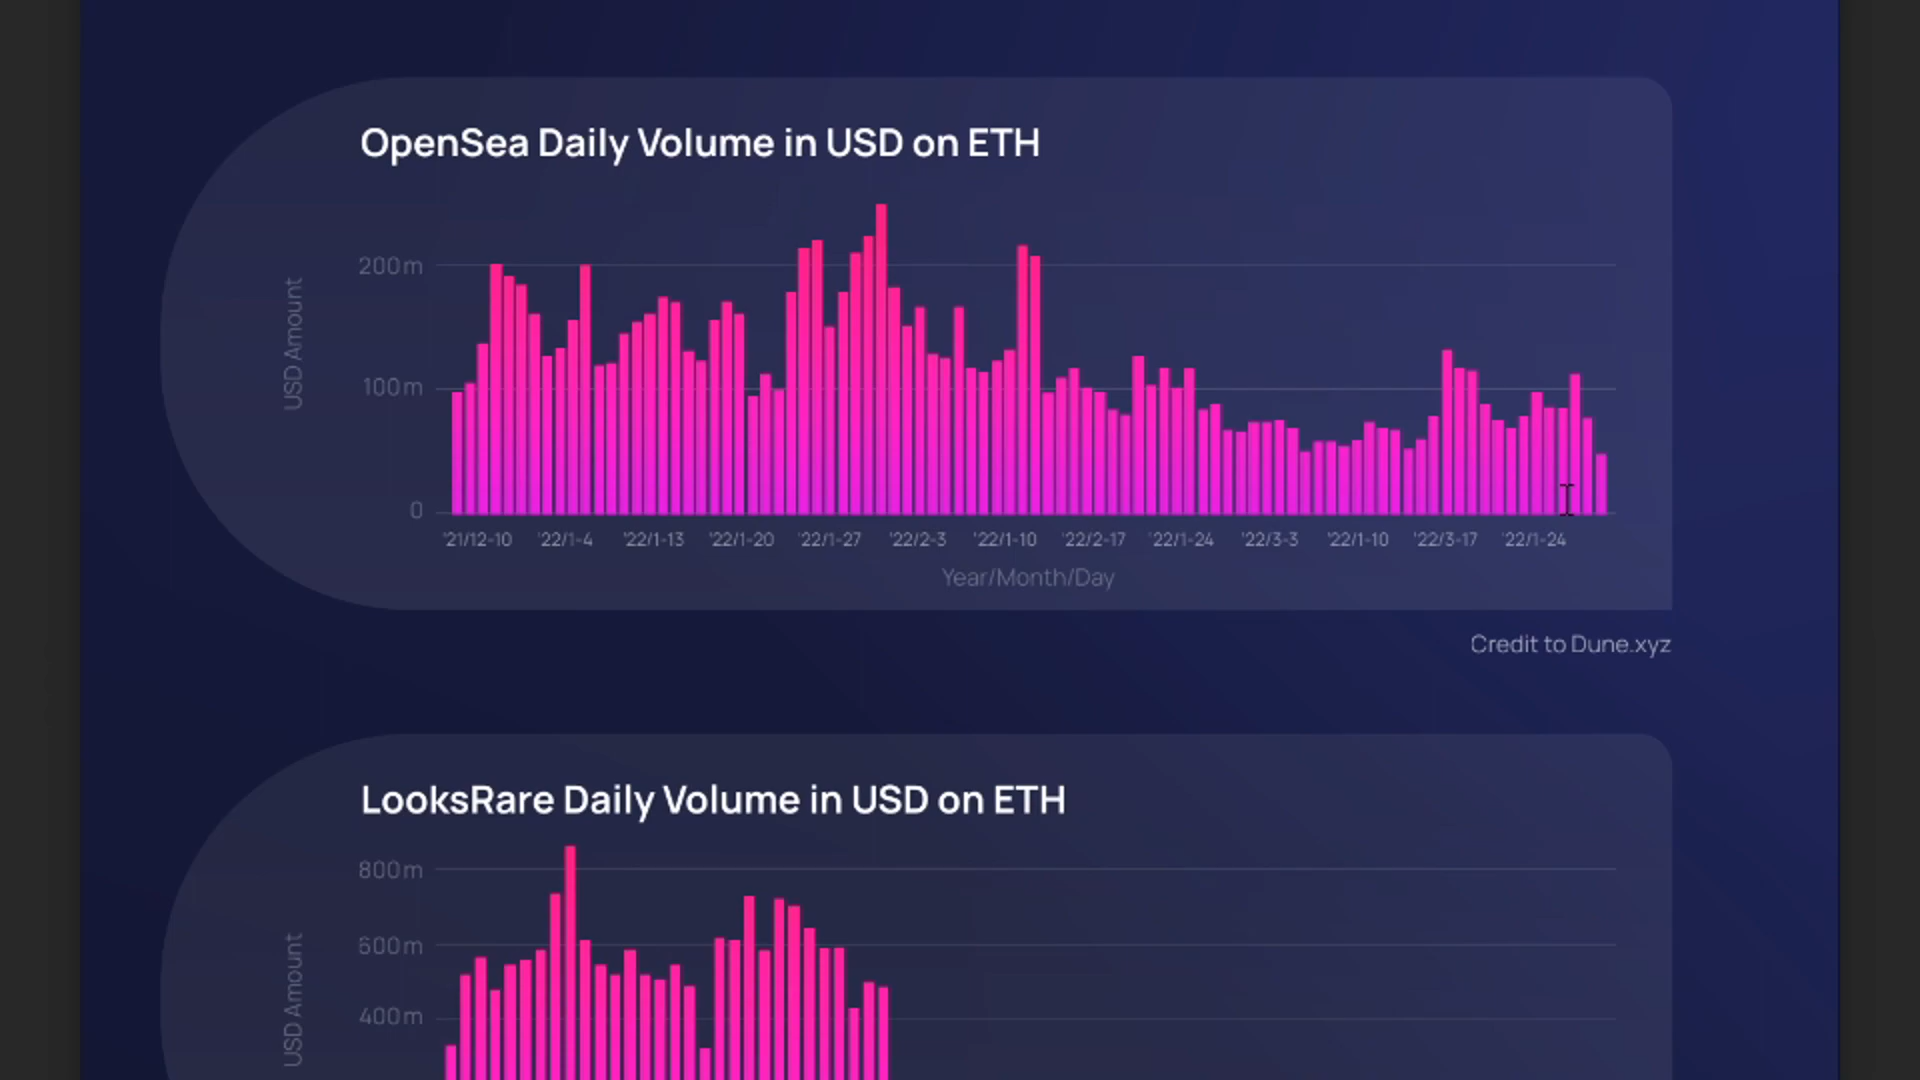 OpenSea Daily Volume in USD on ETH
USD Amount
200m
100m
0
'21/12-10 '22/1-4 '22/1-13 '22/1-20 '22/1-27 '22/2-3 '22/1-10 '22/2-17 '22/1-24 '22/3-3 '22/1-10 '22/3-17 '22/1-24
Year/Month/Day
Credit to Dune.xyz
LooksRare Daily Volume in USD on ETH
USD Amount
800m
600m
400m